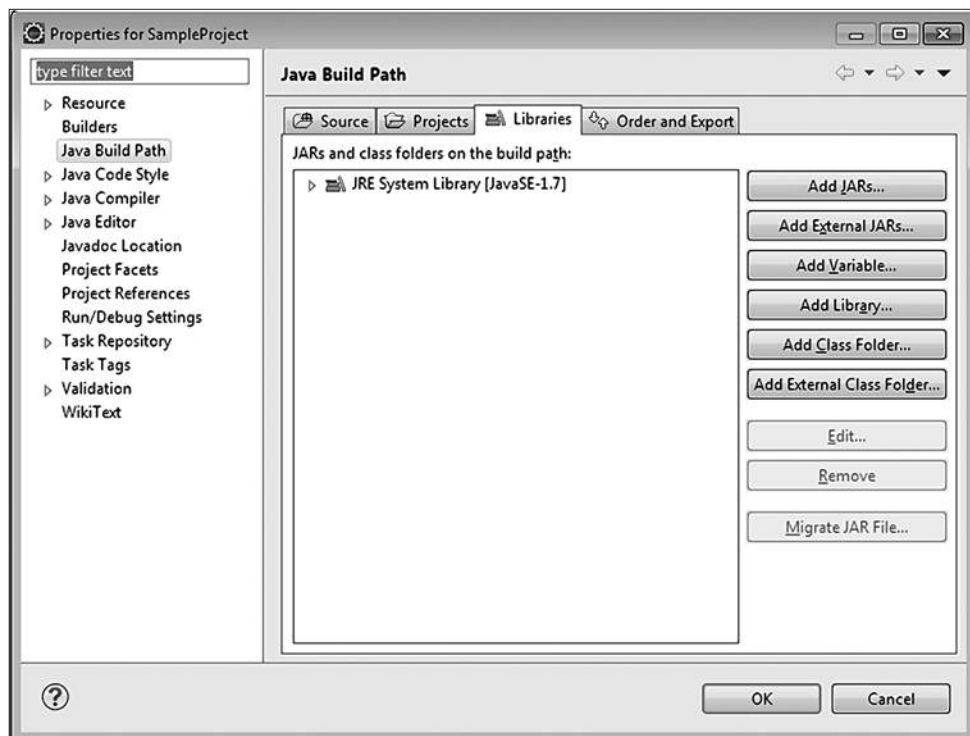 Properties for SampleProject
type filter text
Resource
Builders
Java Build Path
Java Code Style
Java Compiler
Java Editor
Javadoc Location
Project Facets
Project References
Run/Debug Settings
Task Repository
Task Tags
Validation
WikiText
Java Build Path
Source
Projects
Libraries
Order and Export
JARs and class folders on the build path:
JRE System Library [JavaSE-1.7]
Add JARs...
Add External JARs...
Add Variable...
Add Library...
Add Class Folder...
Add External Class Folder...
Edit...
Remove
Migrate JAR File...
?
OK
Cancel